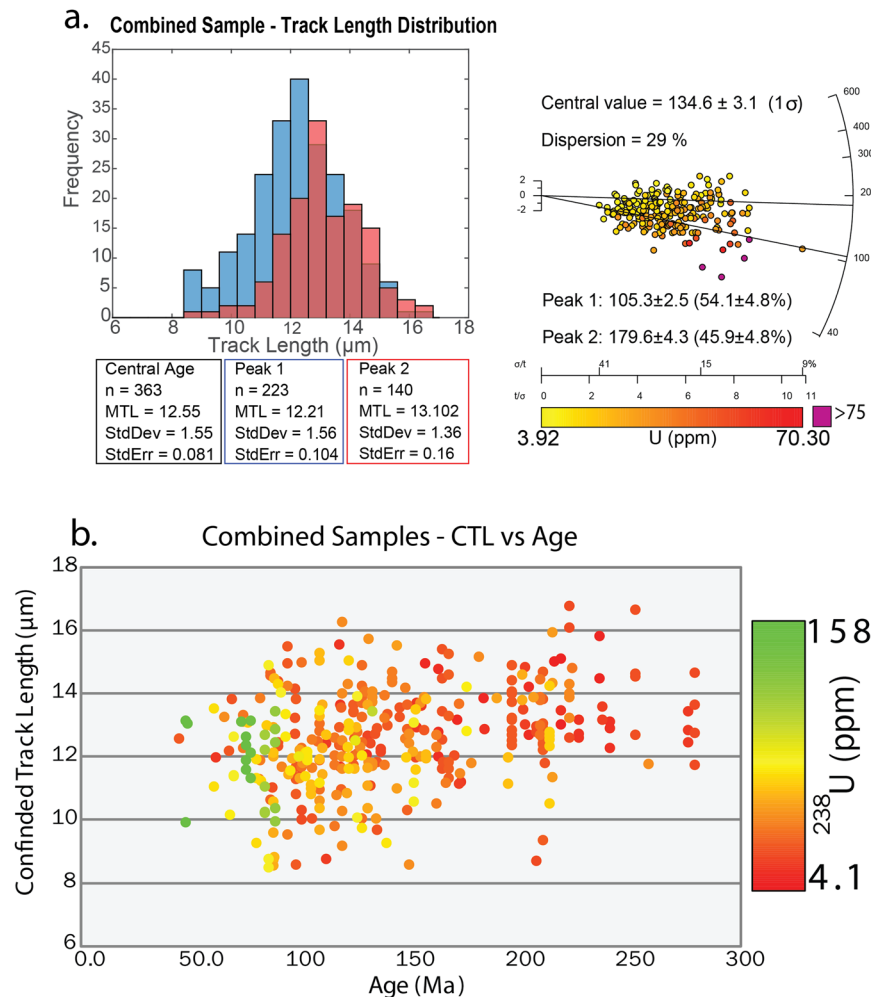 a.
Combined Sample - Track Length Distribution
45
40
35
30
25
20
15
10
5
0
Frequency
6 8 10 12 14 16 18
Track Length (µm)
Central Age
n = 363
MTL = 12.55
StdDev = 1.55
StdErr = 0.081
Peak 1
n = 223
MTL = 12.21
StdDev = 1.56
StdErr = 0.104
Peak 2
n = 140
MTL = 13.102
StdDev = 1.36
StdErr = 0.16
Central value = 134.6 ± 3.1 (1σ)
Dispersion = 29 %
2
0
-2
600
400
300
20
100
40
Peak 1: 105.3±2.5 (54.1±4.8%)
Peak 2: 179.6±4.3 (45.9±4.8%)
σ/t 41 15 9%
t/σ 0 2 4 6 8 10 11
>75
3.92 U (ppm) 70.30
b.
Combined Samples - CTL vs Age
18
16
14
12
10
8
6
Confinded Track Length (µm)
0.0 50.0 100 150 200 250 300
Age (Ma)
158
238U (ppm)
4.1